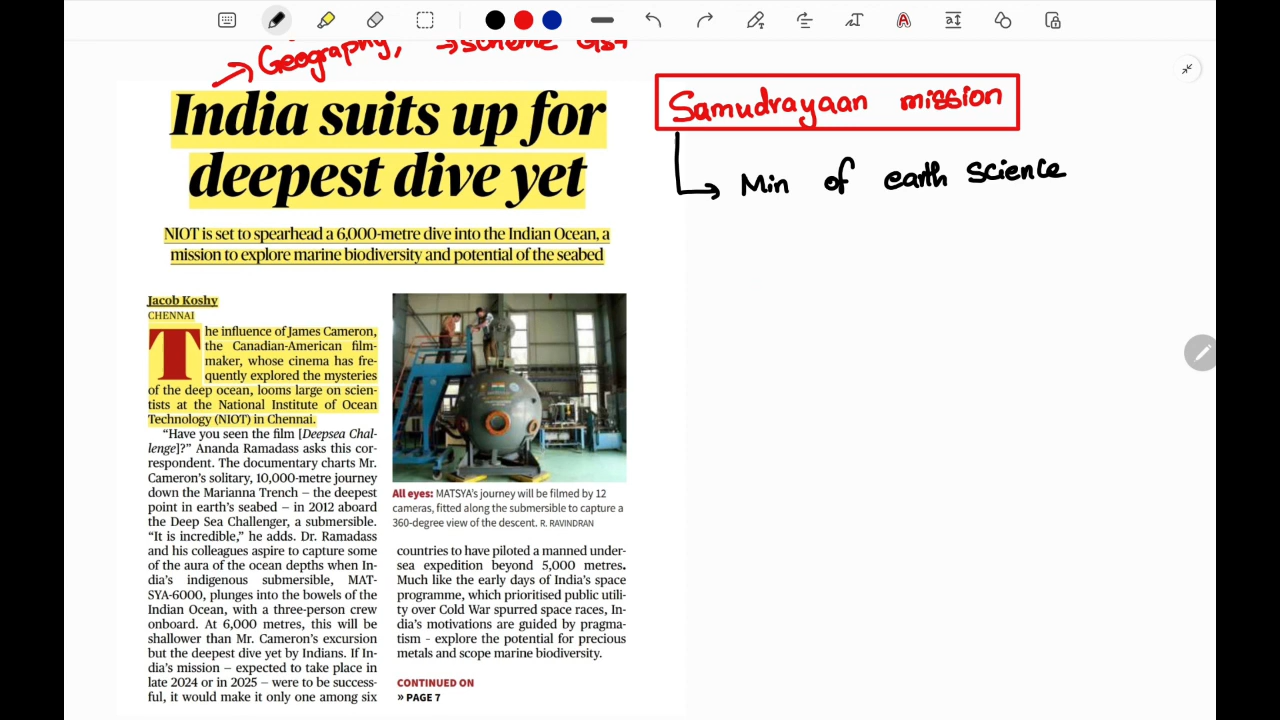 Geography, → scheme GS4
India suits up for
deepest dive yet
NIOT is set to spearhead a 6,000-metre dive into the Indian Ocean, a
mission to explore marine biodiversity and potential of the seabed
Jacob Koshy
CHENNAI
The influence of James Cameron,
the Canadian-American film-
maker, whose cinema has fre-
quently explored the mysteries
of the deep ocean, looms large on scien-
tists at the National Institute of Ocean
Technology (NIOT) in Chennai.
“Have you seen the film [Deepsea Chal-
lenge]?” Ananda Ramadass asks this cor-
respondent. The documentary charts Mr.
Cameron's solitary, 10,000-metre journey
down the Marianna Trench – the deepest
point in earth's seabed – in 2012 aboard
the Deep Sea Challenger, a submersible.
“It is incredible,” he adds. Dr. Ramadass
and his colleagues aspire to capture some
of the aura of the ocean depths when In-
dia's indigenous submersible, MAT-
SYA-6000, plunges into the bowels of the
Indian Ocean, with a three-person crew
onboard. At 6,000 metres, this will be
shallower than Mr. Cameron's excursion
but the deepest dive yet by Indians. If In-
dia's mission – expected to take place in
late 2024 or in 2025 – were to be success-
ful, it would make it only one among six
All eyes: MATSYA's journey will be filmed by 12
cameras, fitted along the submersible to capture a
360-degree view of the descent. R. RAVINDRAN
countries to have piloted a manned under-
sea expedition beyond 5,000 metres.
Much like the early days of India's space
programme, which prioritised public utili-
ty over Cold War spurred space races, In-
dia's motivations are guided by pragma-
tism - explore the potential for precious
metals and scope marine biodiversity.
CONTINUED ON
» PAGE 7
Samudrayaan mission
Min of earth science